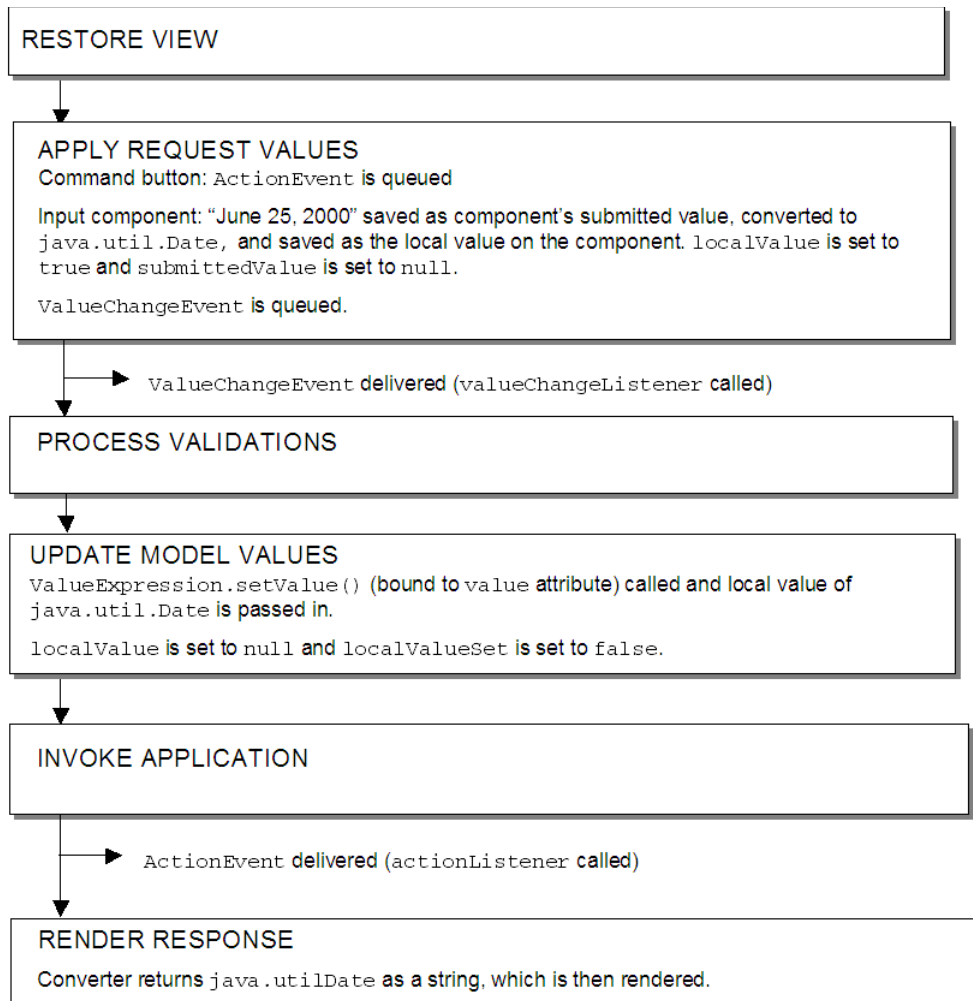 RESTORE VIEW
APPLY REQUEST VALUES
Command button: ActionEvent is queued
Input component: “June 25, 2000” saved as component’s submitted value, converted to
java.util.Date, and saved as the local value on the component. localValue is set to
true and submittedValue is set to null.
ValueChangeEvent is queued.
ValueChangeEvent delivered (valueChangeListener called)
PROCESS VALIDATIONS
UPDATE MODEL VALUES
ValueExpression.setValue() (bound to value attribute) called and local value of
java.util.Date is passed in.
localValue is set to null and localValueSet is set to false.
INVOKE APPLICATION
ActionEvent delivered (actionListener called)
RENDER RESPONSE
Converter returns java.utilDate as a string, which is then rendered.